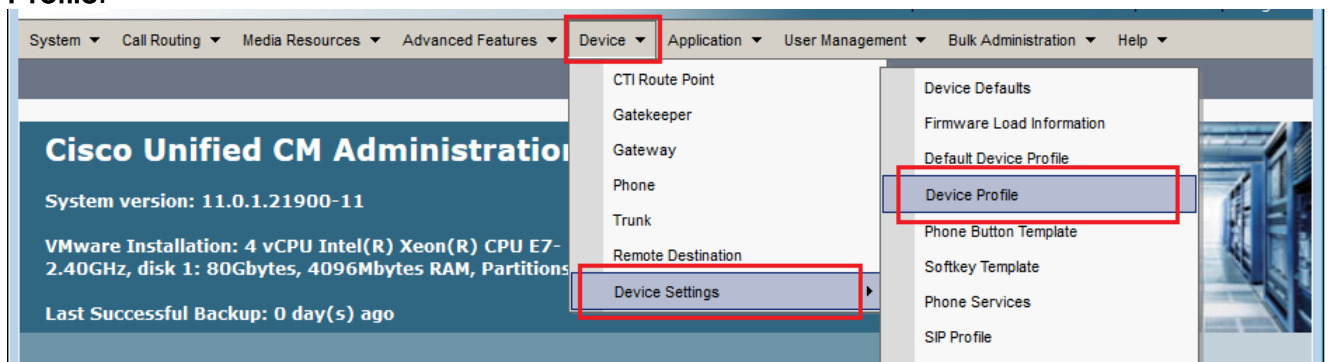 System ▼ Call Routing ▼ Media Resources ▼ Advanced Features ▼ Device ▼ Application ▼ User Management ▼ Bulk Administration ▼ Help ▼
CTI Route Point
Gatekeeper
Gateway
Phone
Trunk
Remote Destination
Device Settings
Device Defaults
Firmware Load Information
Default Device Profile
Device Profile
Phone Button Template
Softkey Template
Phone Services
SIP Profile
Cisco Unified CM Administration
System version: 11.0.1.21900-11
VMware Installation: 4 vCPU Intel(R) Xeon(R) CPU E7-
2.40GHz, disk 1: 80Gbytes, 4096Mbytes RAM, Partitions
Last Successful Backup: 0 day(s) ago